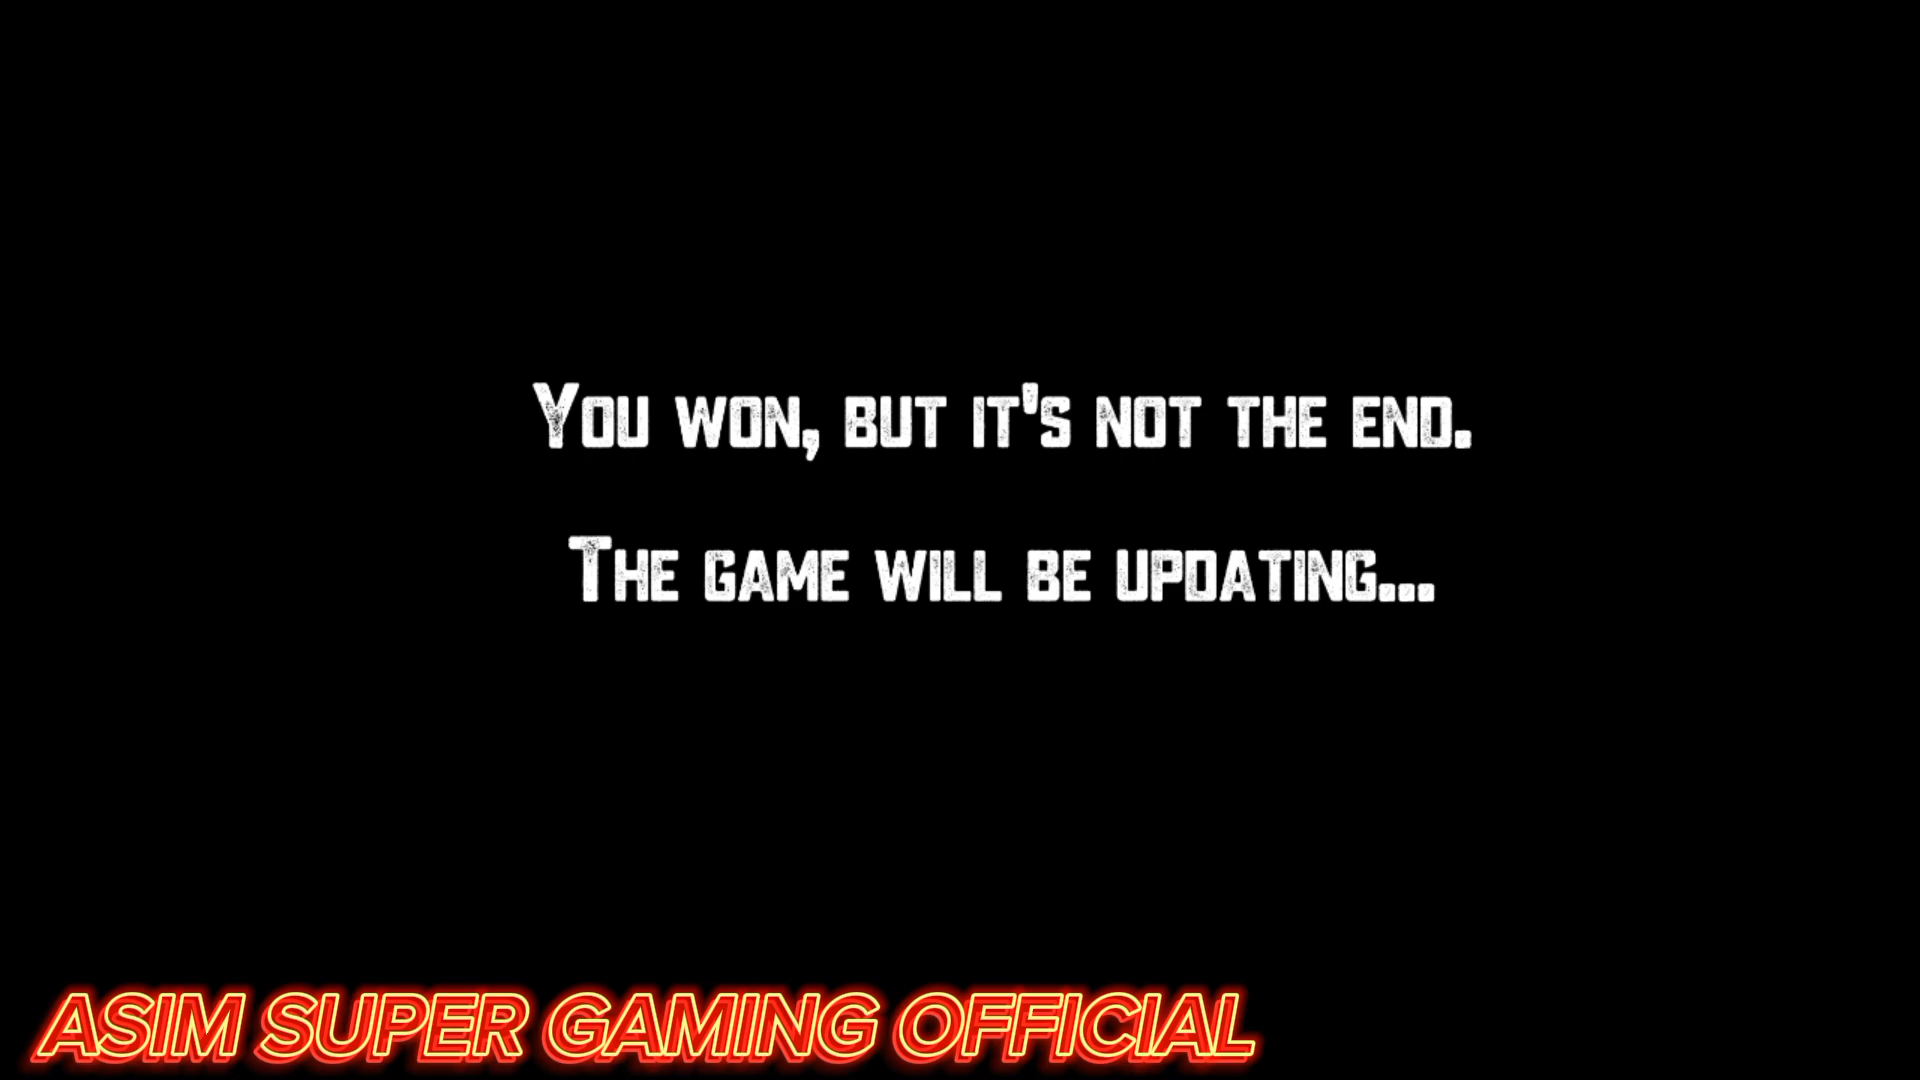 You won, but it's not the end.
The game will be updating...
ASIM SUPER GAMING OFFICIAL